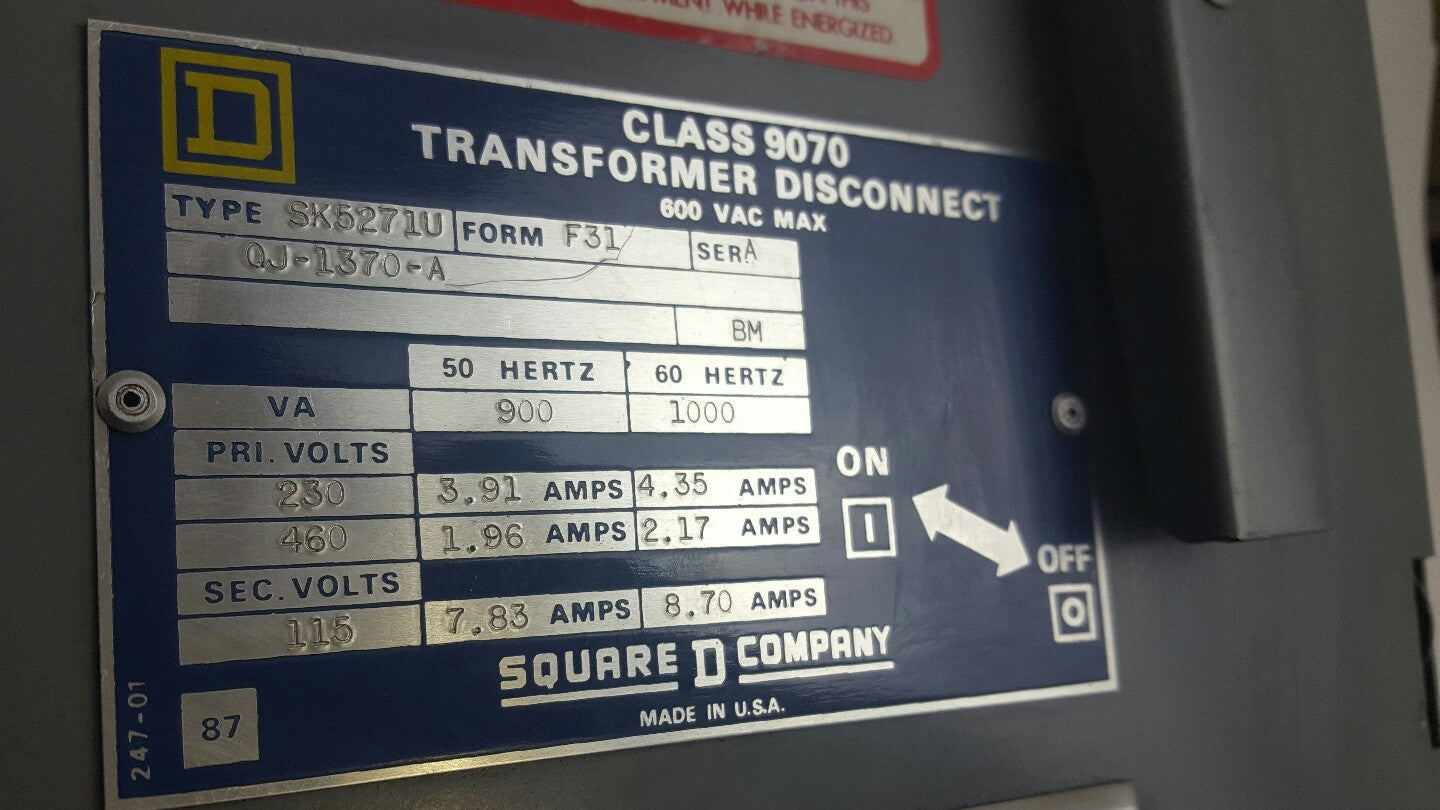 ON THIS
MENT WHILE ENERGIZED.
D
CLASS 9070
TRANSFORMER DISCONNECT
600 VAC MAX
TYPE SK5271U FORM F31 SER A
QJ-1370-A
BM
50 HERTZ 60 HERTZ
VA 900 1000
PRI. VOLTS
230 3.91 AMPS 4.35 AMPS
460 1.96 AMPS 2.17 AMPS
SEC. VOLTS
115 7.83 AMPS 8.70 AMPS
ON
I
OFF
O
SQUARE D COMPANY
MADE IN U.S.A.
87
247-01